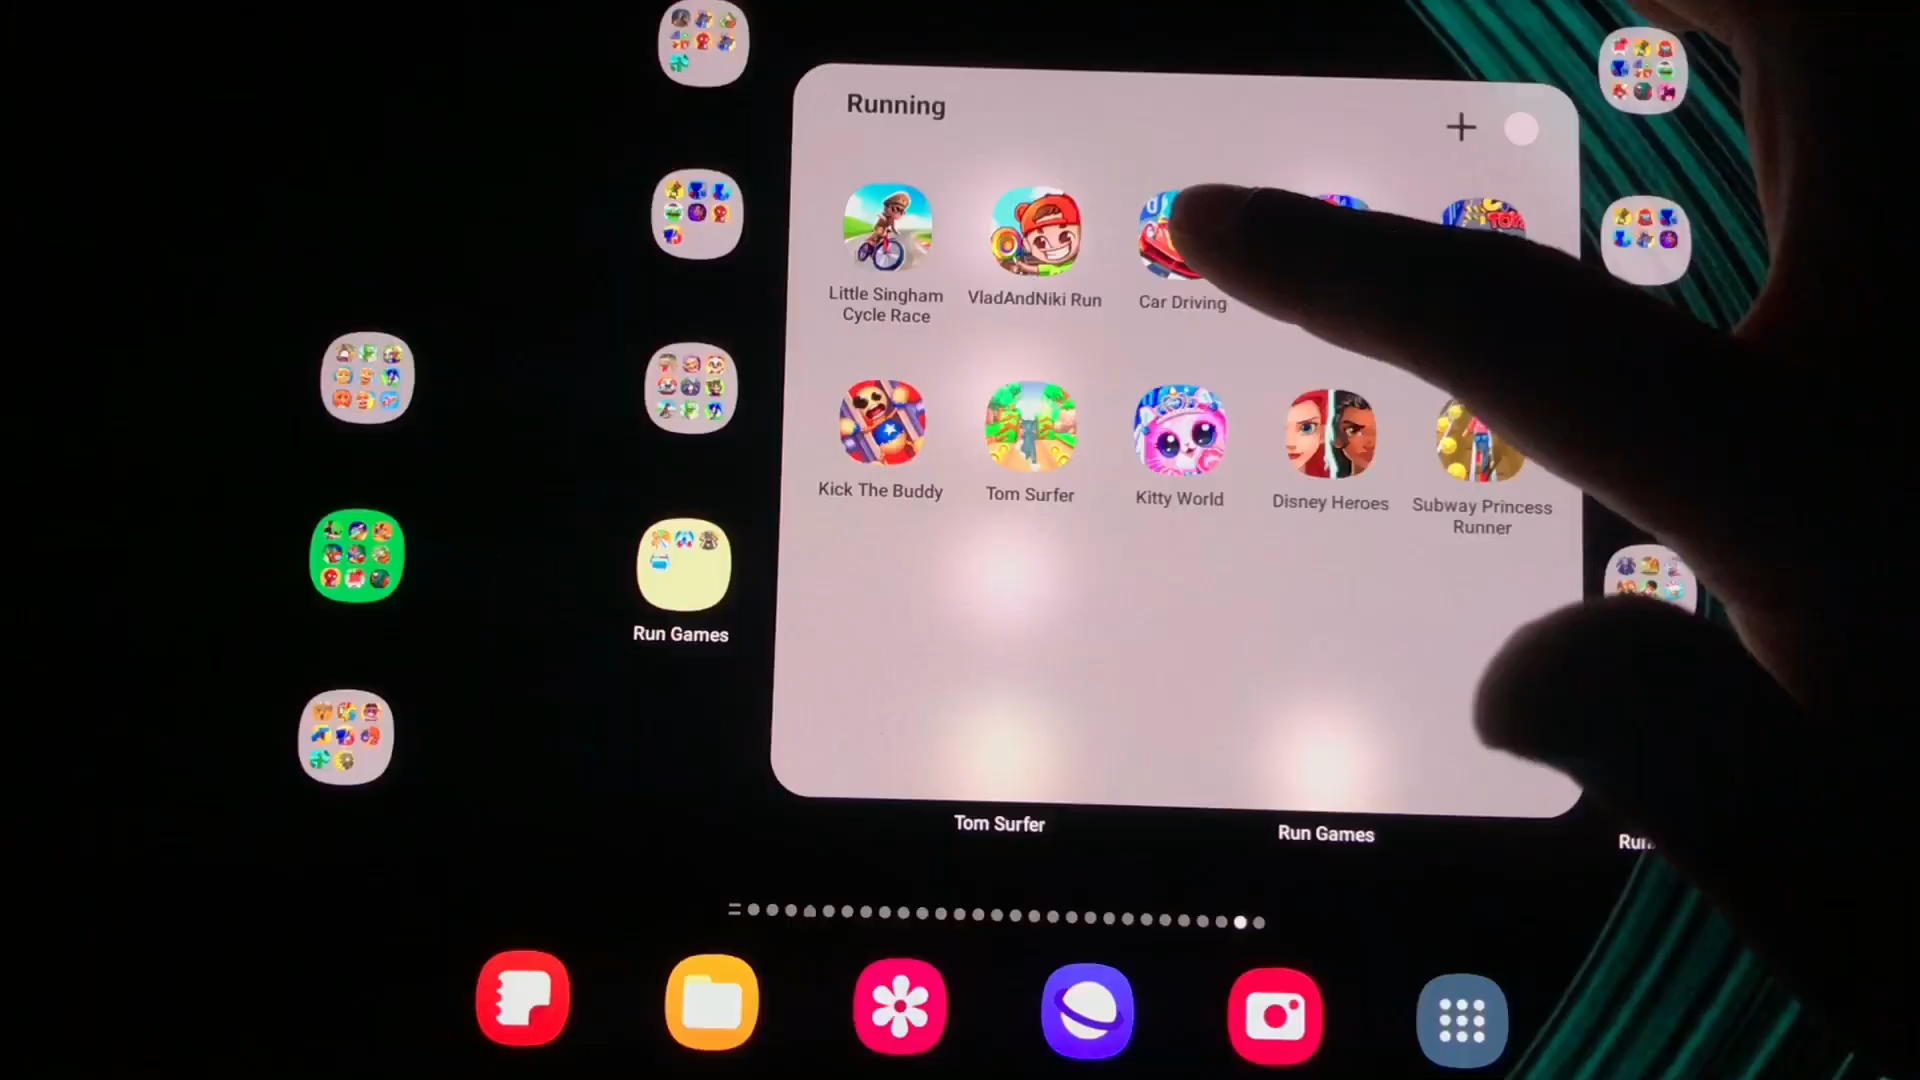 Running
Little Singham
Cycle Race
VladAndNiki Run
Car Driving
Kick The Buddy
Tom Surfer
Kitty World
Disney Heroes
Subway Princess
Runner
Run Games
Tom Surfer
Run Games